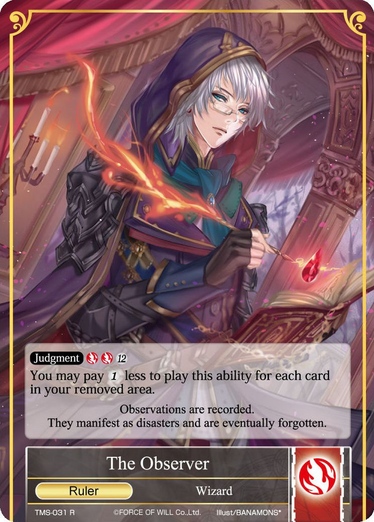 Judgment 12
You may pay 1 less to play this ability for each card
in your removed area.
Observations are recorded.
They manifest as disasters and are eventually forgotten.
The Observer
Ruler Wizard
TMS-031 R ©FORCE OF WILL Co.,Ltd. Illust/BANAMONS*